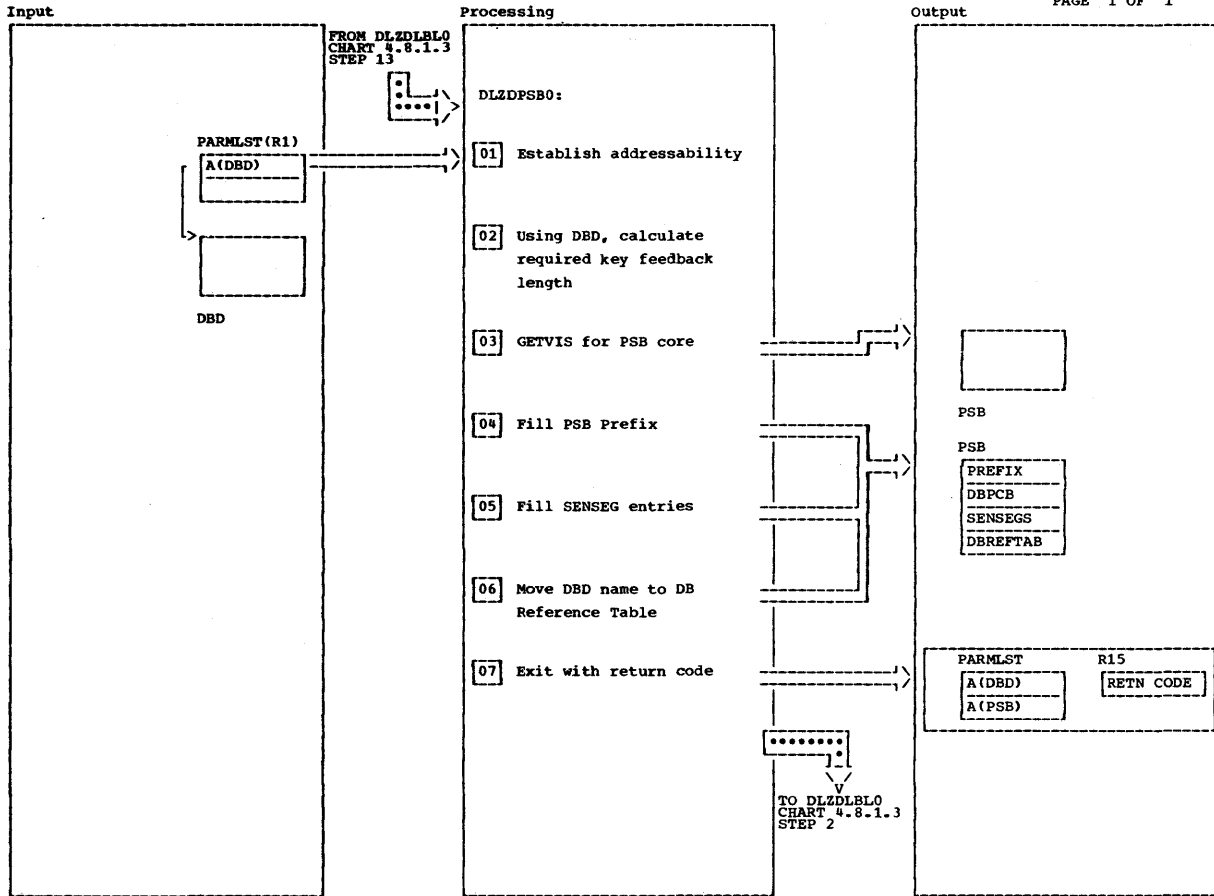 PAGE 1 OF 1
Input
Processing
Output
FROM DLZDLBL0
CHART 4.8.1.3
STEP 13
DLZDPSB0:
PARMLST(R1)
A(DBD)
01 Establish addressability
02 Using DBD, calculate
required key feedback
length
DBD
03 GETVIS for PSB core
PSB
04 Fill PSB Prefix
PSB
PREFIX
DBPCB
SENSEGS
DBREFTAB
05 Fill SENSEG entries
06 Move DBD name to DB
Reference Table
07 Exit with return code
PARMLST
R15
A(DBD)
RETN CODE
A(PSB)
TO DLZDLBL0
CHART 4.8.1.3
STEP 2